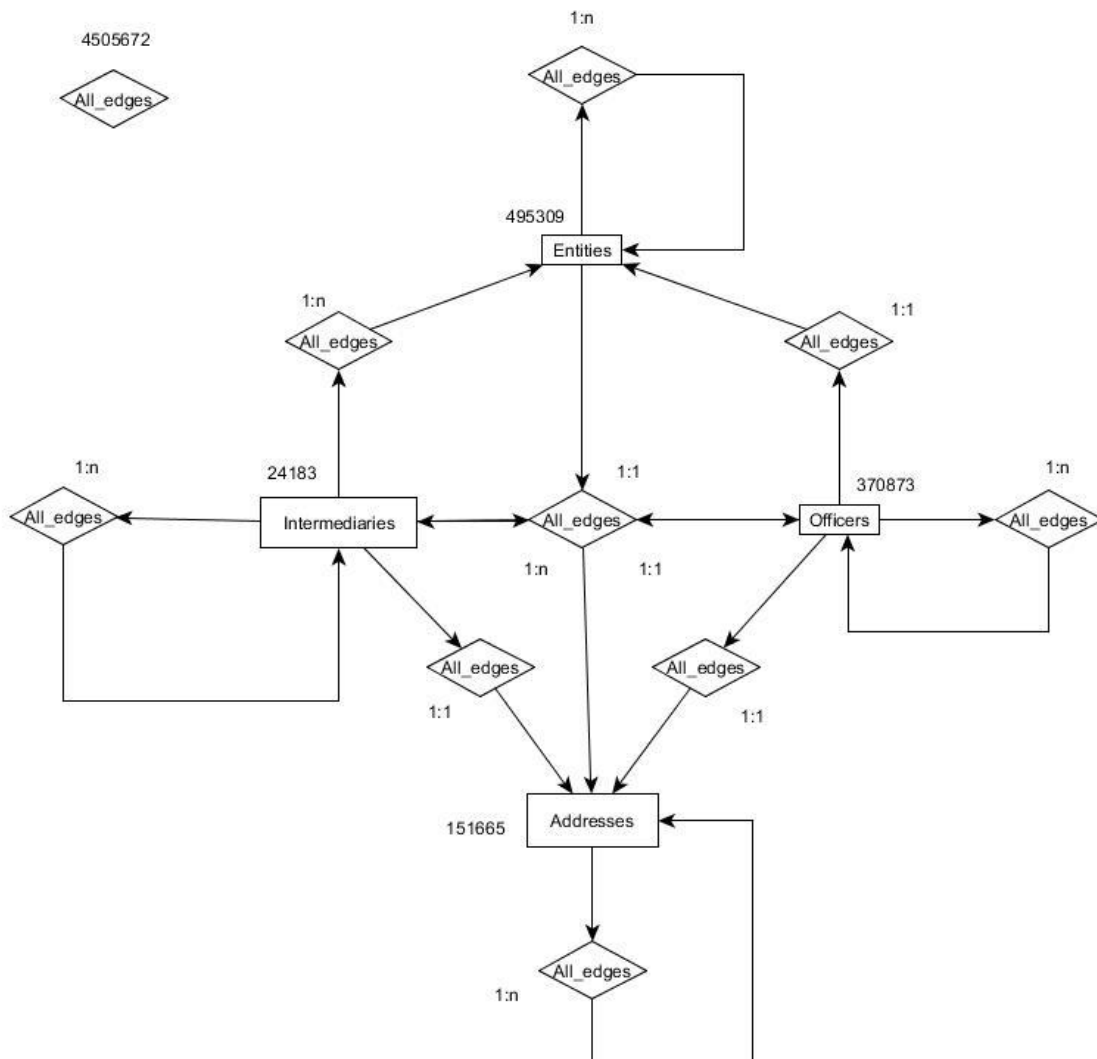 1:n
4505672
All_edges
All_edges
495309
Entities
1:n
1:1
All_edges
All_edges
1:n
24183
1:1
370873
1:n
All_edges
Intermediaries
All_edges
Officers
All_edges
1:n
1:1
All_edges
All_edges
1:1
1:1
151665
Addresses
All_edges
1:n